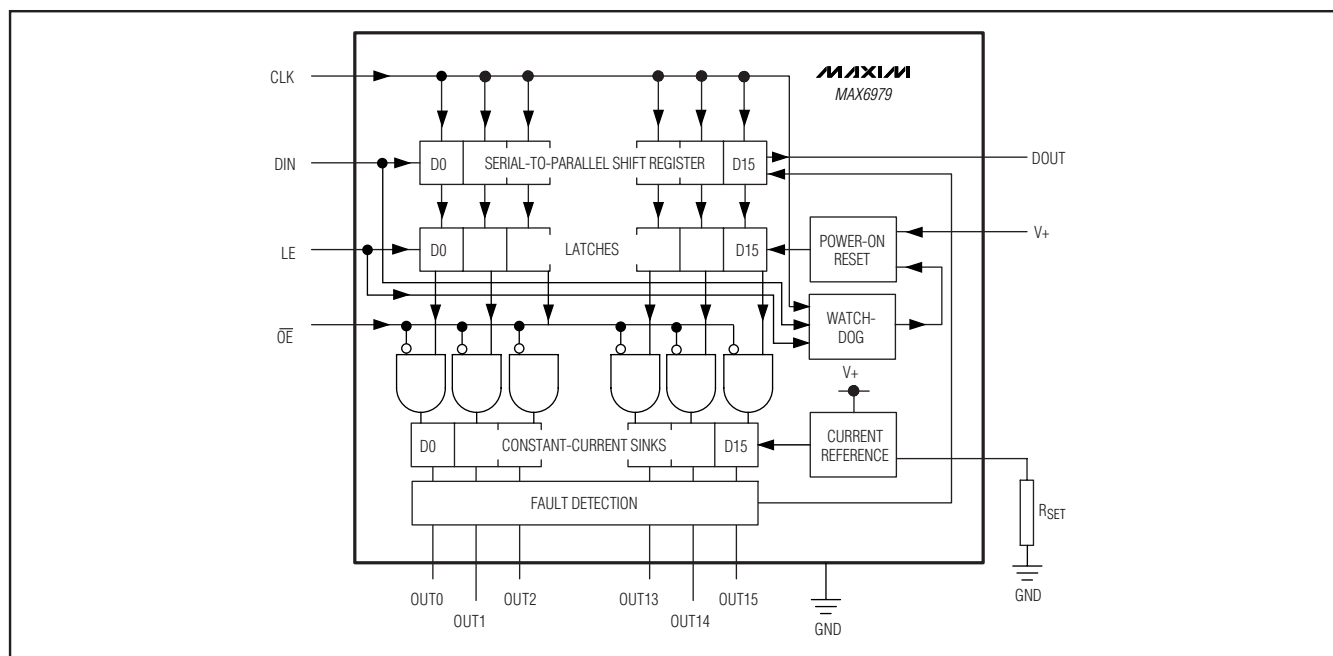 MAXIM
MAX6979
CLK
DIN
D0
SERIAL-TO-PARALLEL SHIFT REGISTER
D15
DOUT
LE
D0
LATCHES
D15
POWER-ON
RESET
V+
OE
WATCH-
DOG
V+
D0
CONSTANT-CURRENT SINKS
D15
CURRENT
REFERENCE
FAULT DETECTION
RSET
GND
OUT0
OUT1
OUT2
OUT13
OUT14
OUT15
GND